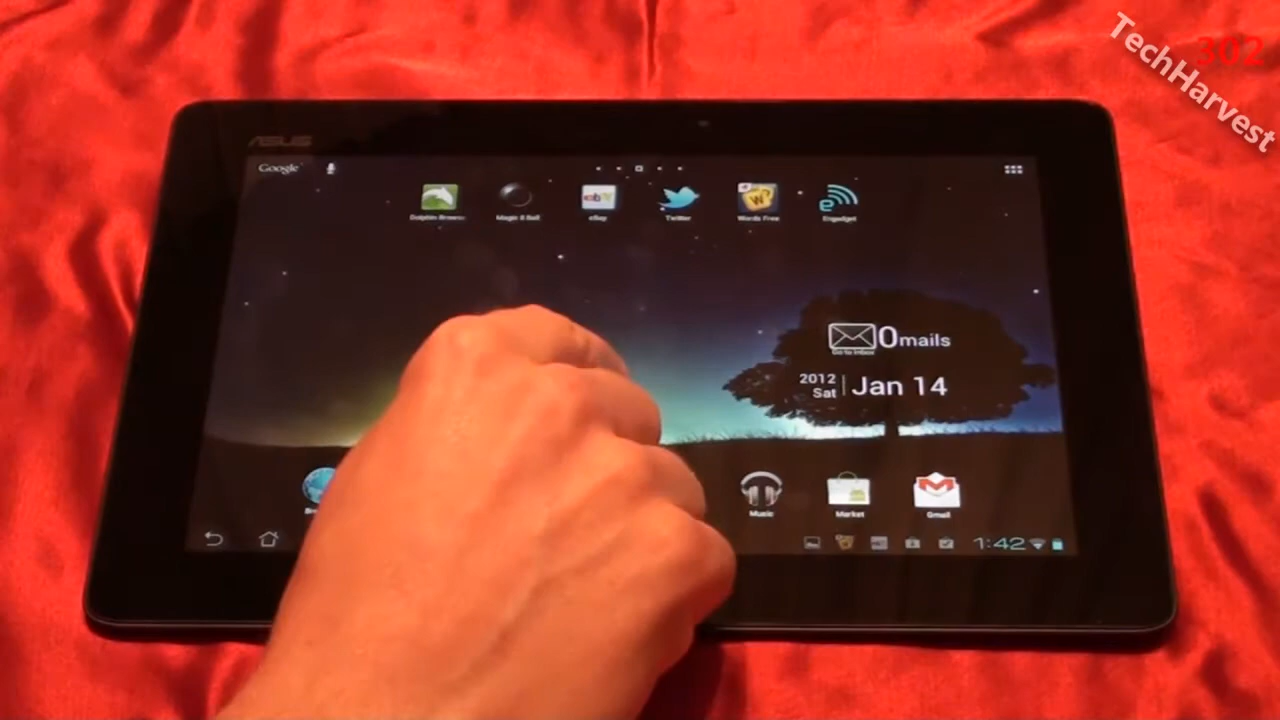 TechHarvest
302
ASUS
Google
Dolphin Browse
Magic 8 Ball
eBay
Twitter
Words Free
Engadget
0mails
Go to Inbox
2012
Sat
Jan 14
Music
Market
Gmail
1:42